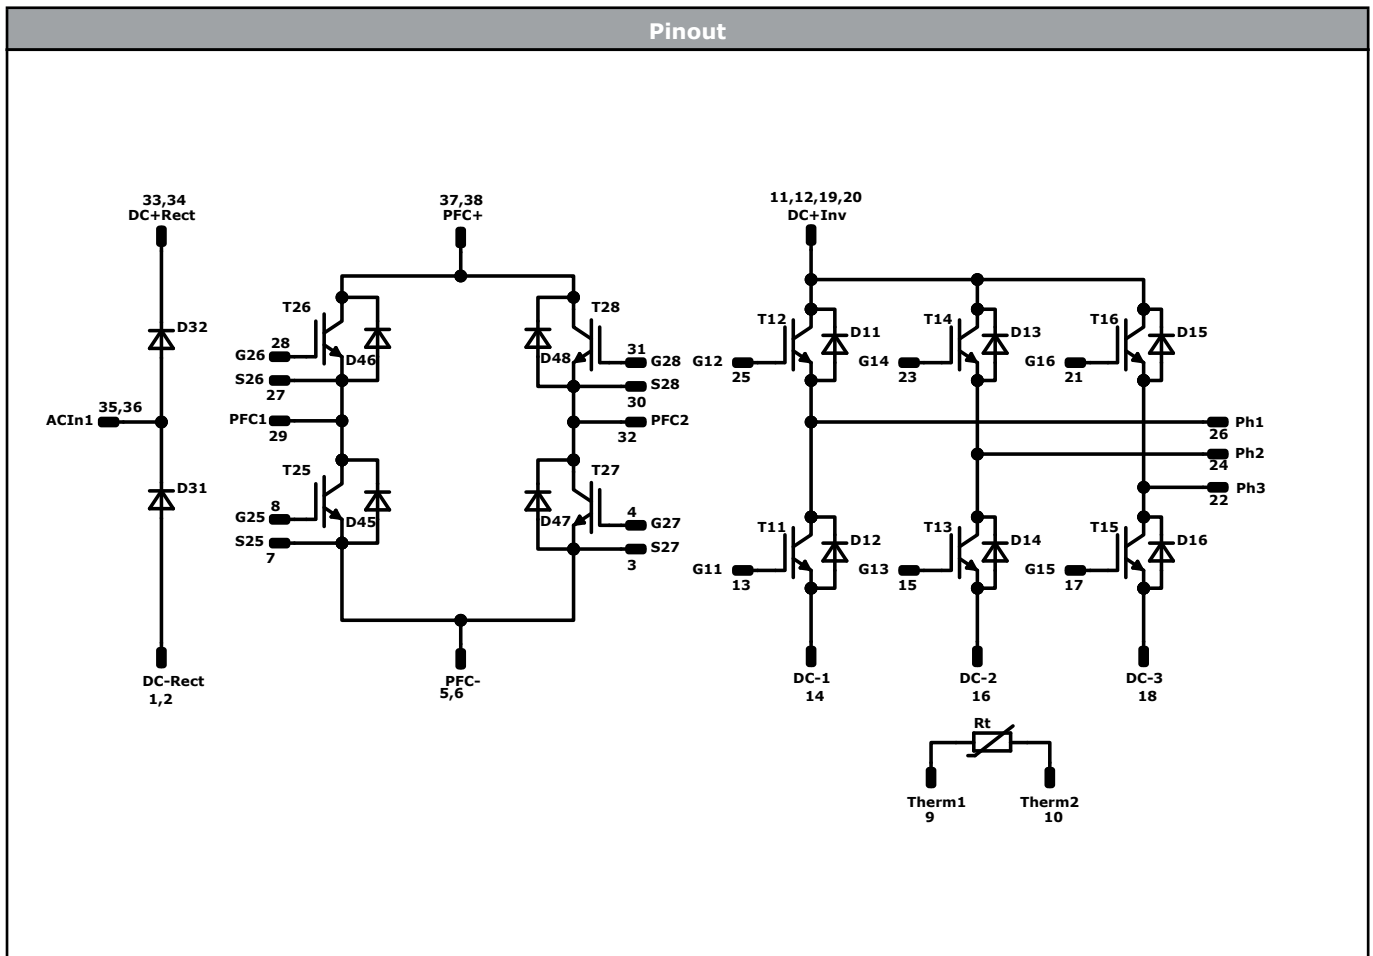 Pinout
33,34
DC+Rect
37,38
PFC+
11,12,19,20
DC+Inv
D32
T26
28
G26
D46
S26
27
T28
31
D48
G28
S28
30
T12
D11
G12
25
T14
D13
G14
23
T16
D15
G16
21
35,36
ACIn1
PFC1
29
PFC2
32
Ph1
26
Ph2
24
Ph3
22
D31
T25
8
G25
D45
S25
7
T27
4
D47
G27
S27
3
T11
D12
G11
13
T13
D14
G13
15
T15
D16
G15
17
DC-Rect
1,2
PFC-
5,6
DC-1
14
DC-2
16
DC-3
18
Rt
Therm1
9
Therm2
10